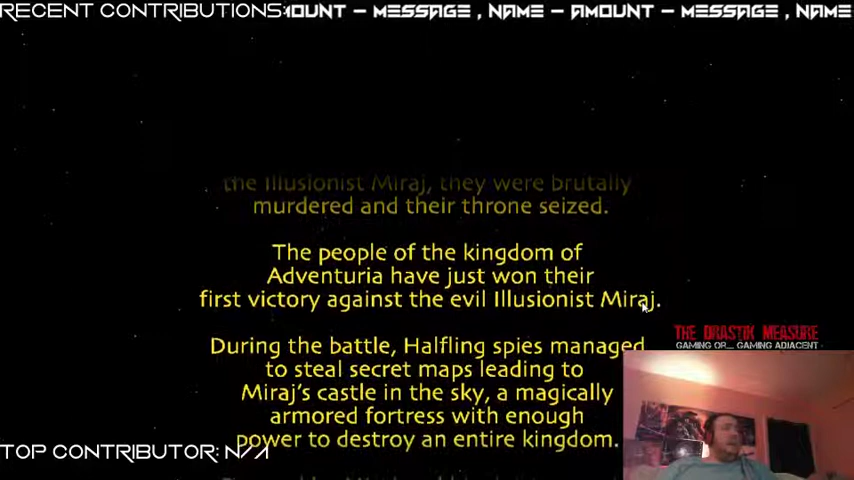 RECENT CONTRIBUTIONS: MOUNT - MESSAGE , NAME - AMOUNT - MESSAGE , NAME
the Illusionist Miraj, they were brutally
murdered and their throne seized.
The people of the kingdom of
Adventuria have just won their
first victory against the evil Illusionist Miraj.
During the battle, Halfling spies managed
to steal secret maps leading to
Miraj's castle in the sky, a magically
armored fortress with enough
power to destroy an entire kingdom.
THE DRASTIK MEASURE
GAMING OR... GAMING ADJACENT
TOP CONTRIBUTOR: N/A